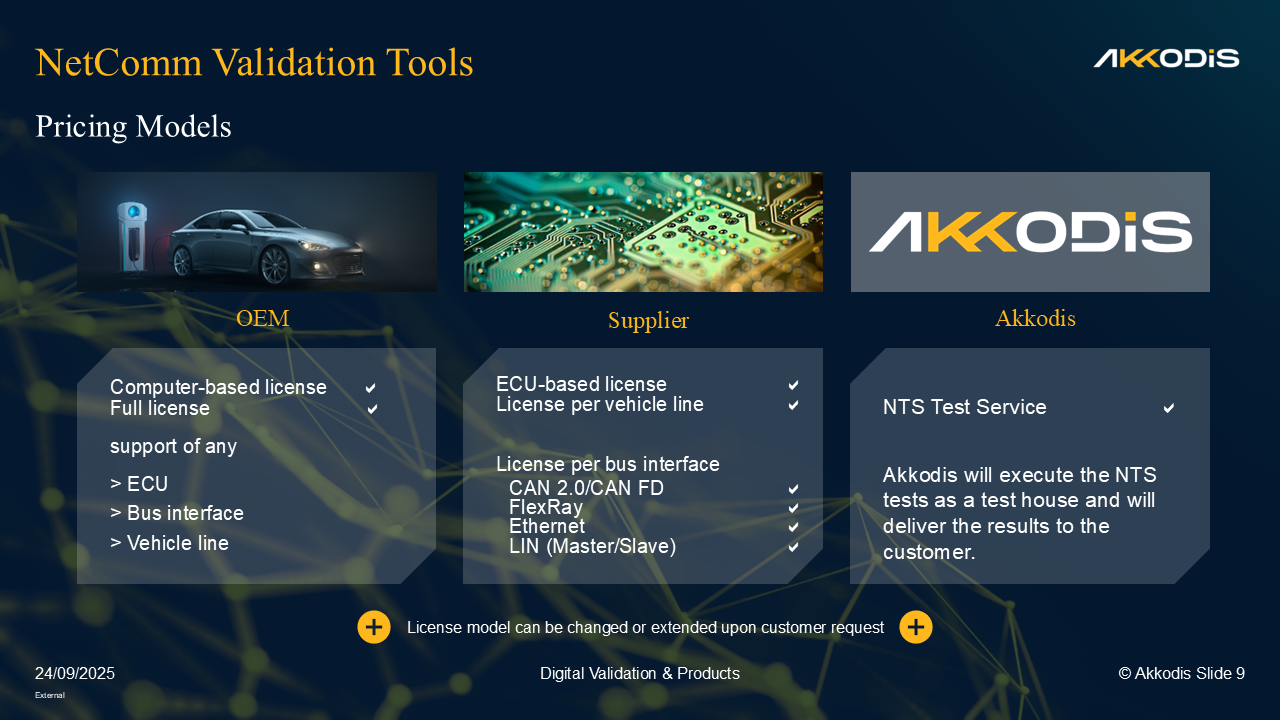 NetComm Validation Tools
AKKODIS
Pricing Models
AKKODIS
OEM
Supplier
Akkodis
Computer-based license
Full license
support of any
> ECU
> Bus interface
> Vehicle line
ECU-based license
License per vehicle line
License per bus interface
CAN 2.0/CAN FD
FlexRay
Ethernet
LIN (Master/Slave)
NTS Test Service
Akkodis will execute the NTS
tests as a test house and will
deliver the results to the
customer.
License model can be changed or extended upon customer request
24/09/2025
Digital Validation & Products
© Akkodis Slide 9
External